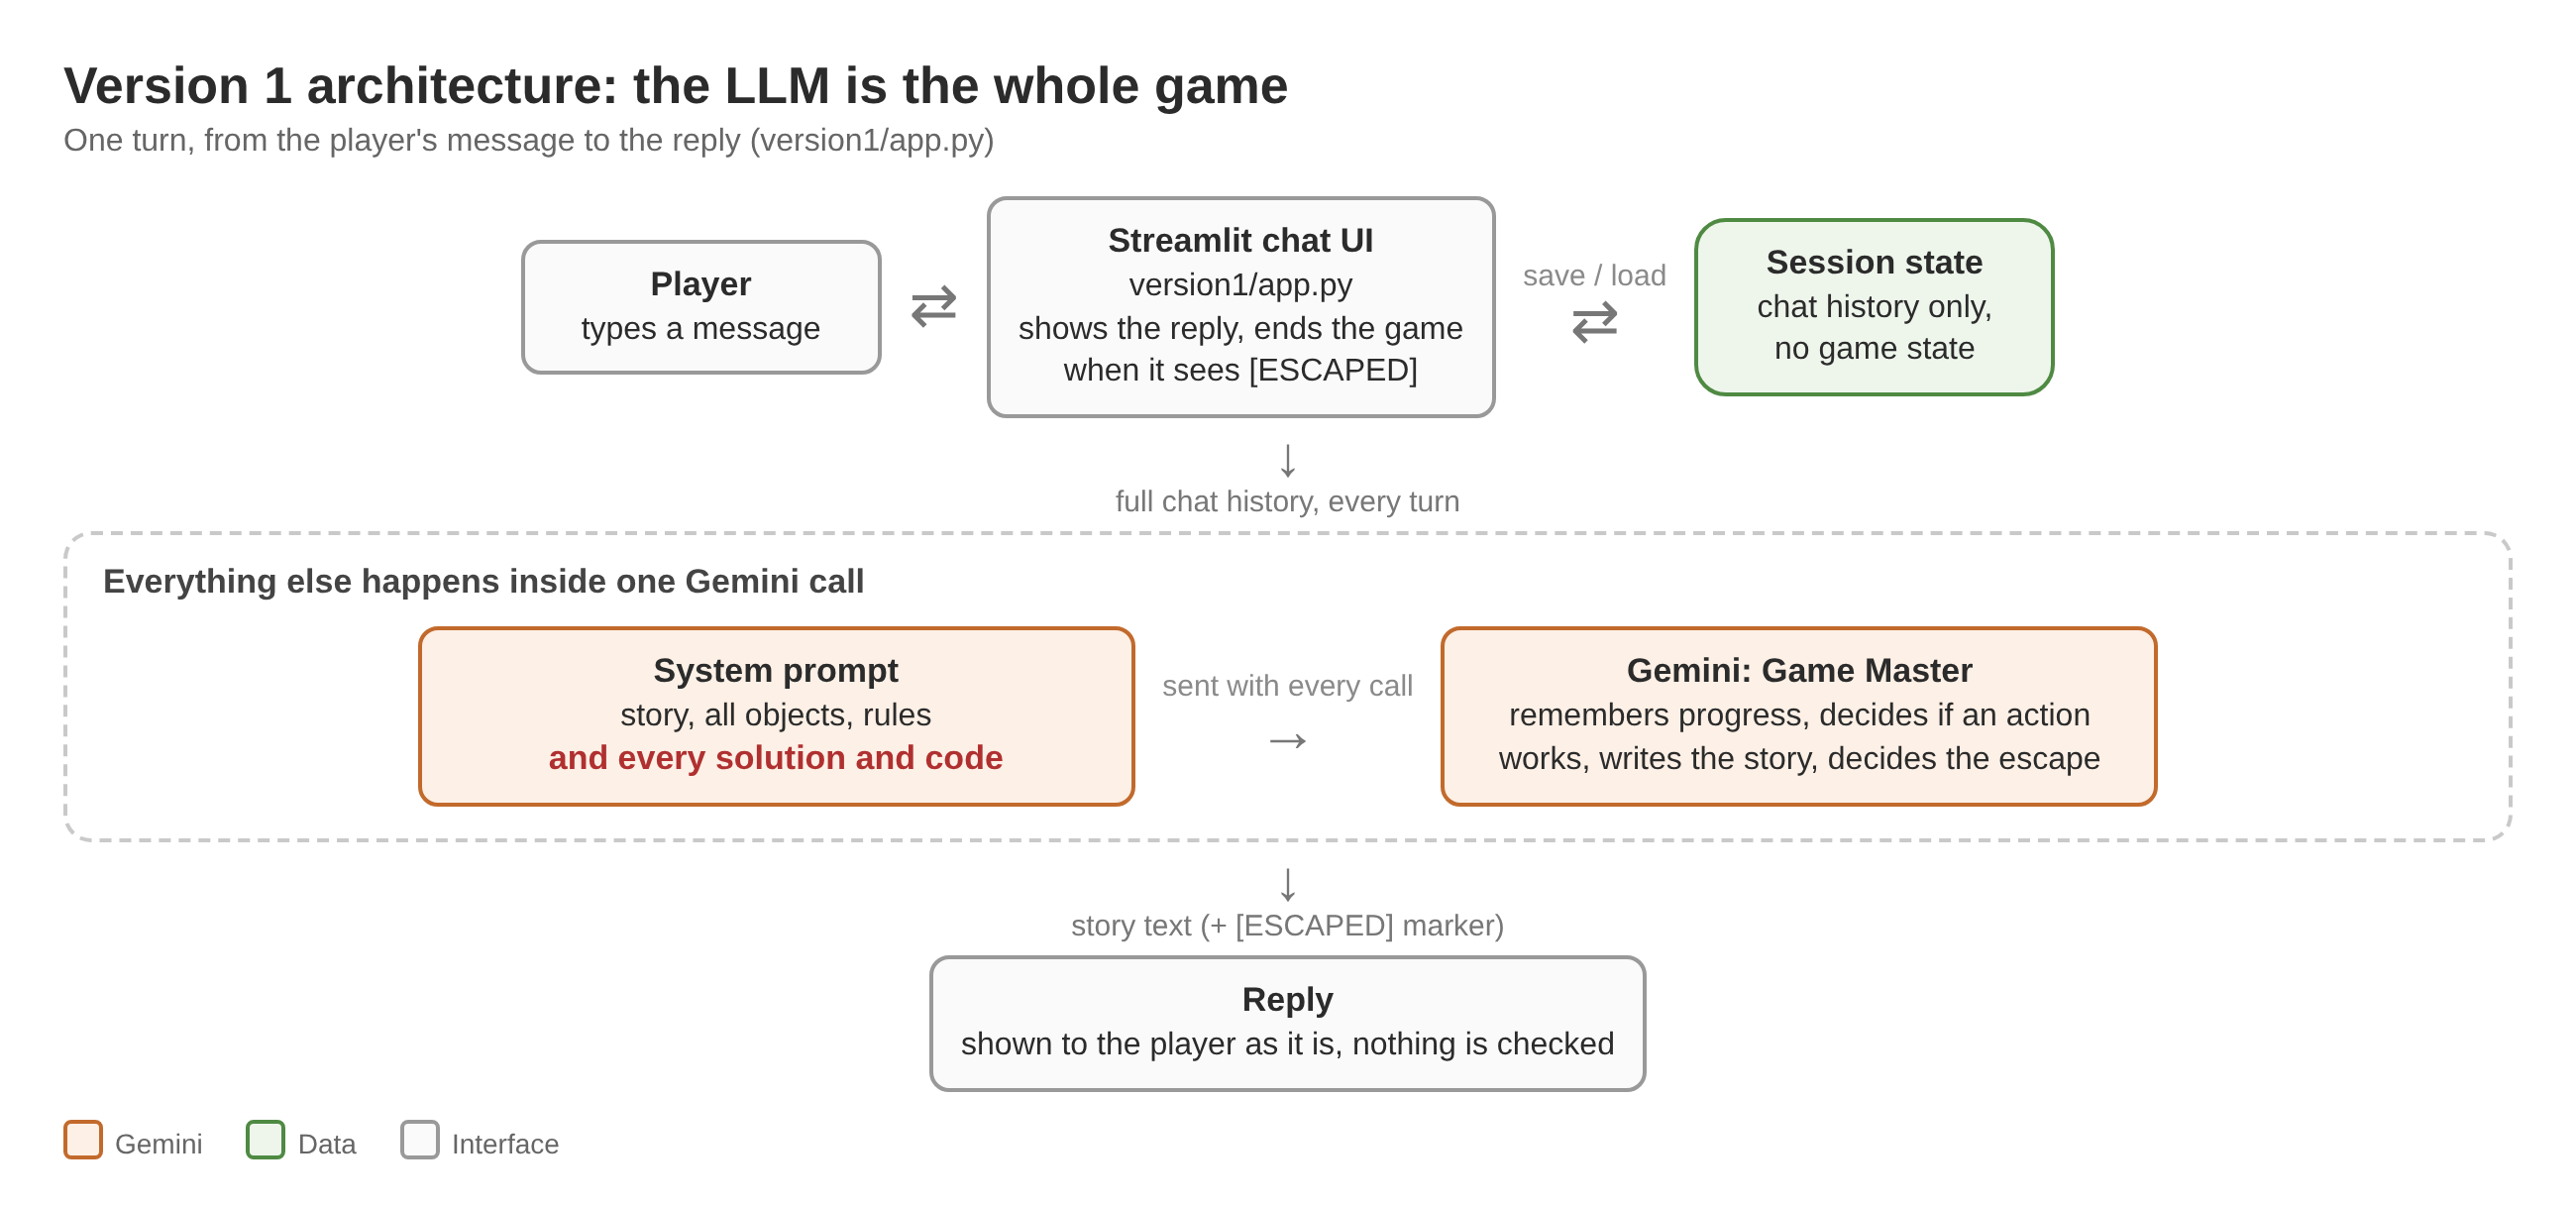 Version 1 architecture: the LLM is the whole game
One turn, from the player's message to the reply (version1/app.py)
Player
types a message
⇄
Streamlit chat UI
version1/app.py
shows the reply, ends the game
when it sees [ESCAPED]
save / load
⇄
Session state
chat history only,
no game state
↓
full chat history, every turn
Everything else happens inside one Gemini call
System prompt
story, all objects, rules
and every solution and code
sent with every call
→
Gemini: Game Master
remembers progress, decides if an action
works, writes the story, decides the escape
↓
story text (+ [ESCAPED] marker)
Reply
shown to the player as it is, nothing is checked
Gemini
Data
Interface